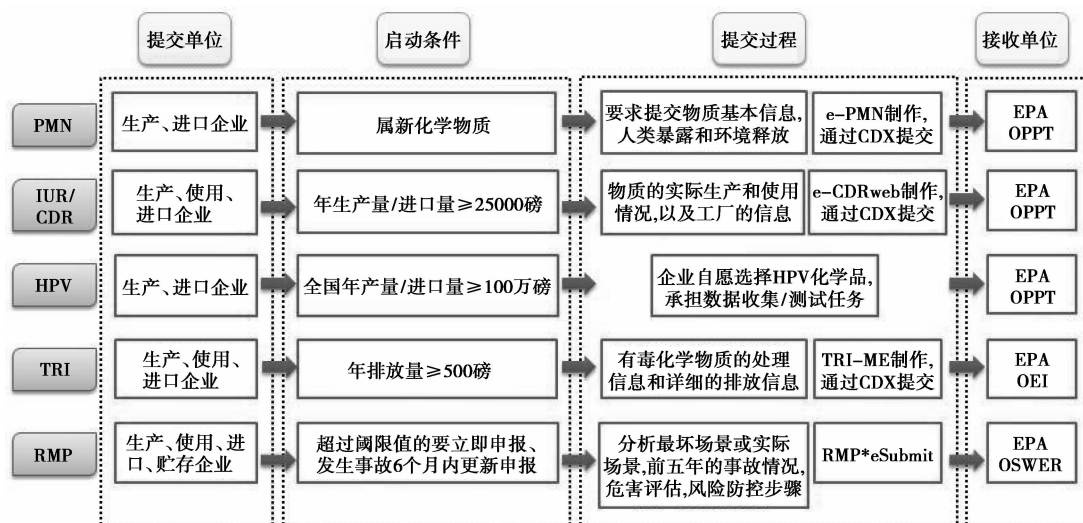 提交单位
启动条件
提交过程
接收单位
PMN
生产、进口企业
属新化学物质
要求提交物质基本信息,
人类暴露和环境释放
e-PMN制作,
通过CDX提交
EPA
OPPT
IUR/
CDR
生产、使用、
进口企业
年生产量/进口量≥25000磅
物质的实际生产和使用
情况,以及工厂的信息
e-CDRweb制作,
通过CDX提交
EPA
OPPT
HPV
生产、进口企业
全国年产量/进口量≥100万磅
企业自愿选择HPV化学品,
承担数据收集/测试任务
EPA
OPPT
TRI
生产、使用、
进口企业
年排放量≥500磅
有毒化学物质的处理
信息和详细的排放信息
TRI-ME制作,
通过CDX提交
EPA
OEI
RMP
生产、使用、进
口、贮存企业
超过阈限值的要立即申报、
发生事故6个月内更新申报
分析最坏场景或实际
场景,前五年的事故情况,
危害评估,风险防控步骤
RMP*eSubmit
EPA
OSWER